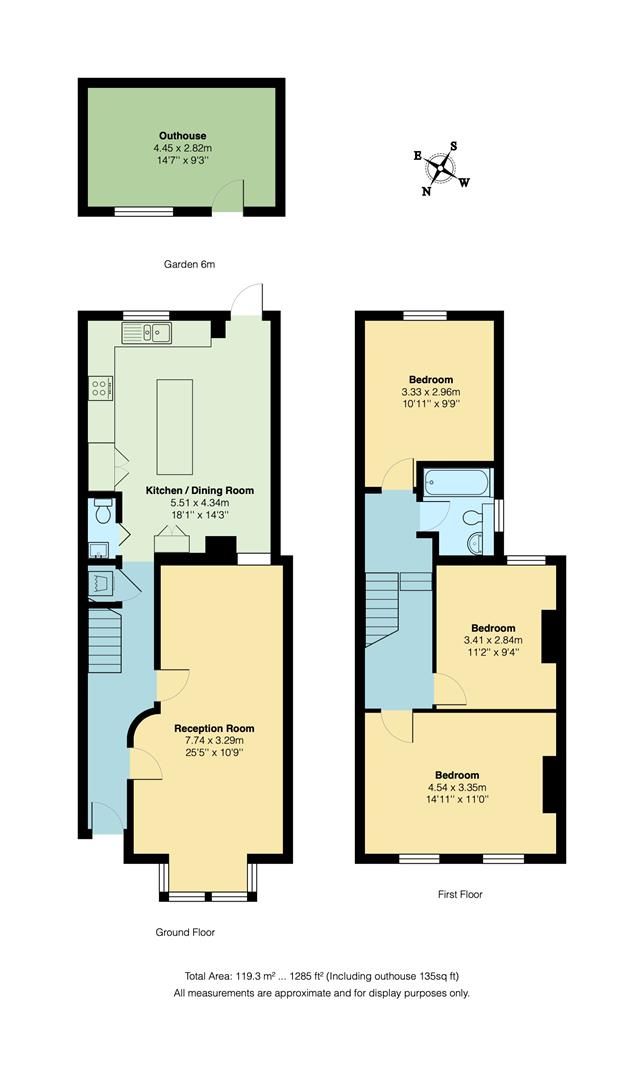 Outhouse
4.45 x 2.82m
14'7'' x 9'3''
S
E
W
N
Garden 6m
Kitchen / Dining Room
5.51 x 4.34m
18'1'' x 14'3''
Reception Room
7.74 x 3.29m
25'5'' x 10'9''
Ground Floor
Bedroom
3.33 x 2.96m
10'11'' x 9'9''
Bedroom
3.41 x 2.84m
11'2'' x 9'4''
Bedroom
4.54 x 3.35m
14'11'' x 11'0''
First Floor
Total Area: 119.3 m² ... 1285 ft² (Including outhouse 135sq ft)
All measurements are approximate and for display purposes only.